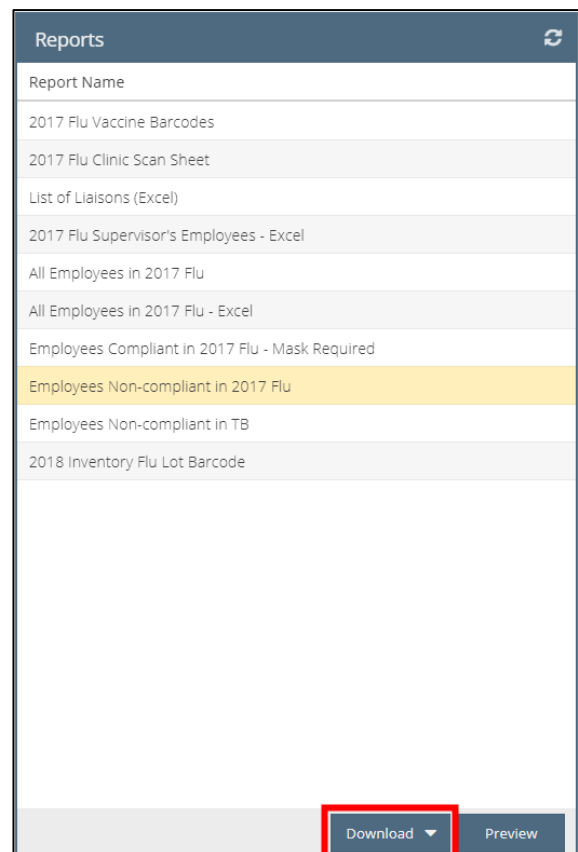 Reports
Report Name
2017 Flu Vaccine Barcodes
2017 Flu Clinic Scan Sheet
List of Liaisons (Excel)
2017 Flu Supervisor's Employees - Excel
All Employees in 2017 Flu
All Employees in 2017 Flu - Excel
Employees Compliant in 2017 Flu - Mask Required
Employees Non-compliant in 2017 Flu
Employees Non-compliant in TB
2018 Inventory Flu Lot Barcode
Download Preview